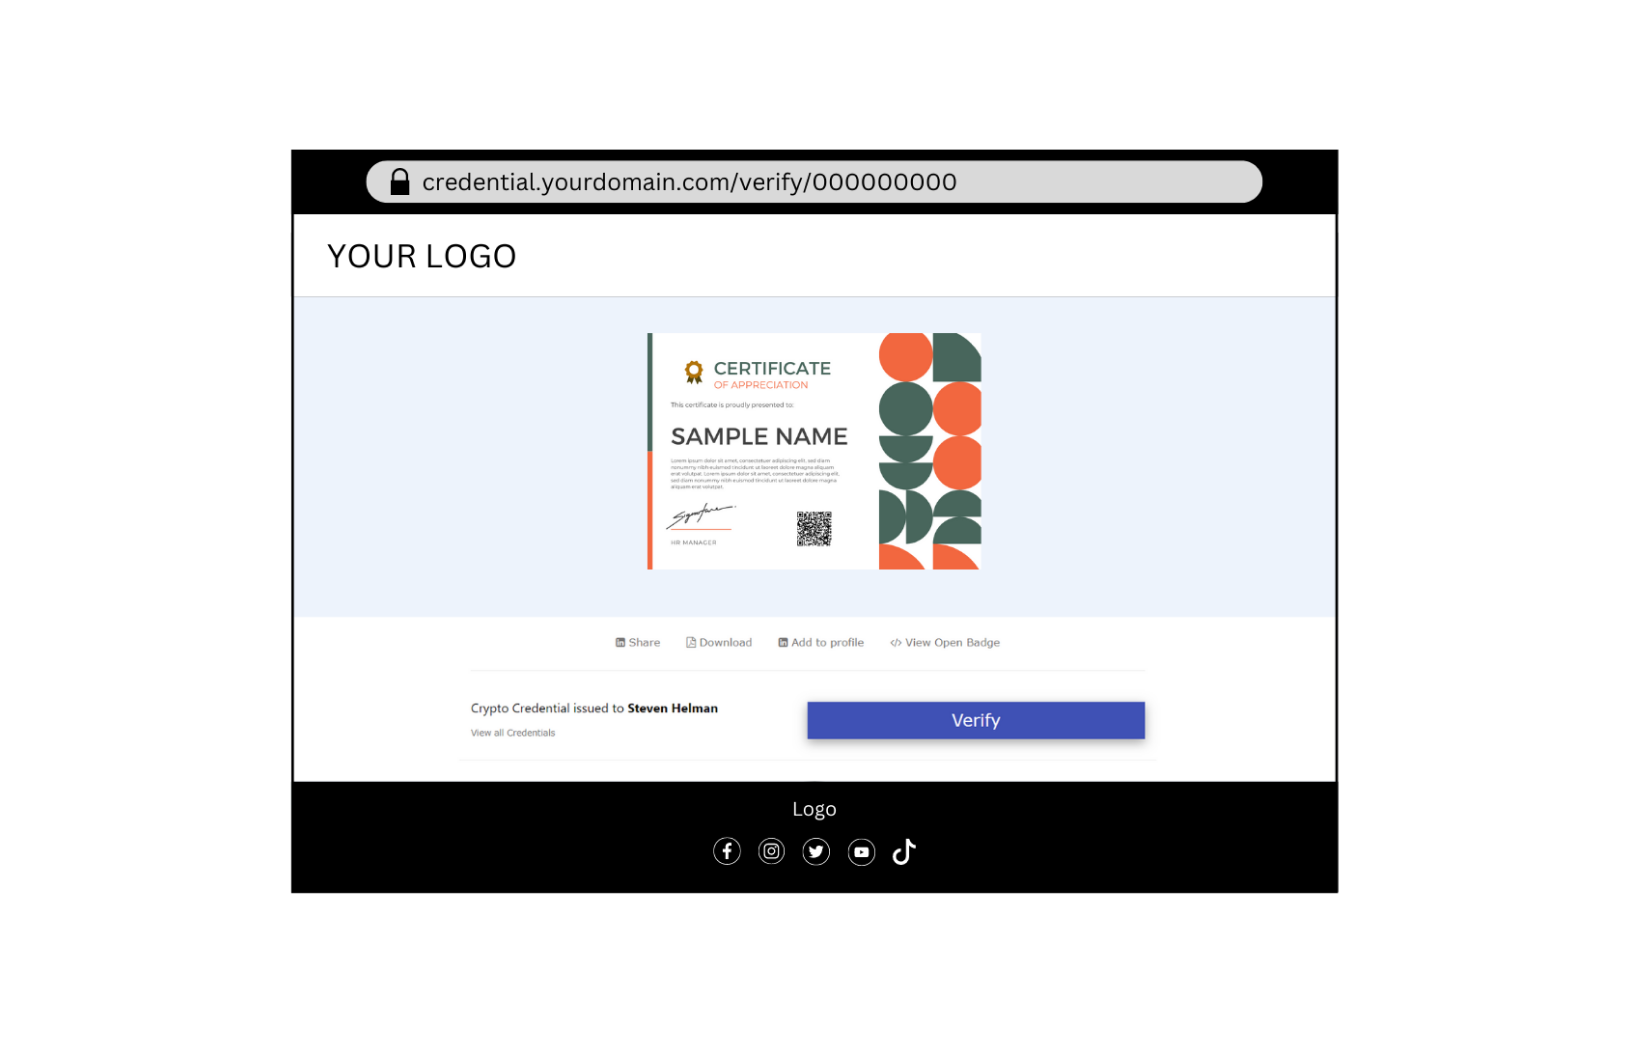 credential.yourdomain.com/verify/000000000
YOUR LOGO
CERTIFICATE
OF APPRECIATION
This certificate is proudly presented to:
SAMPLE NAME
Lorem ipsum dolor sit amet, consectetuer adipiscing elit, sed diam
nonummy nibh euismod tincidunt ut laoreet dolore magna aliquam
erat volutpat. Lorem ipsum dolor sit amet, consectetuer adipiscing elit,
sed diam nonummy nibh euismod tincidunt ut laoreet dolore magna
aliquam erat volutpat.
Signature
HR MANAGER
Share
Download
Add to profile
</> View Open Badge
Crypto Credential issued to Steven Helman
View all Credentials
Verify
Logo